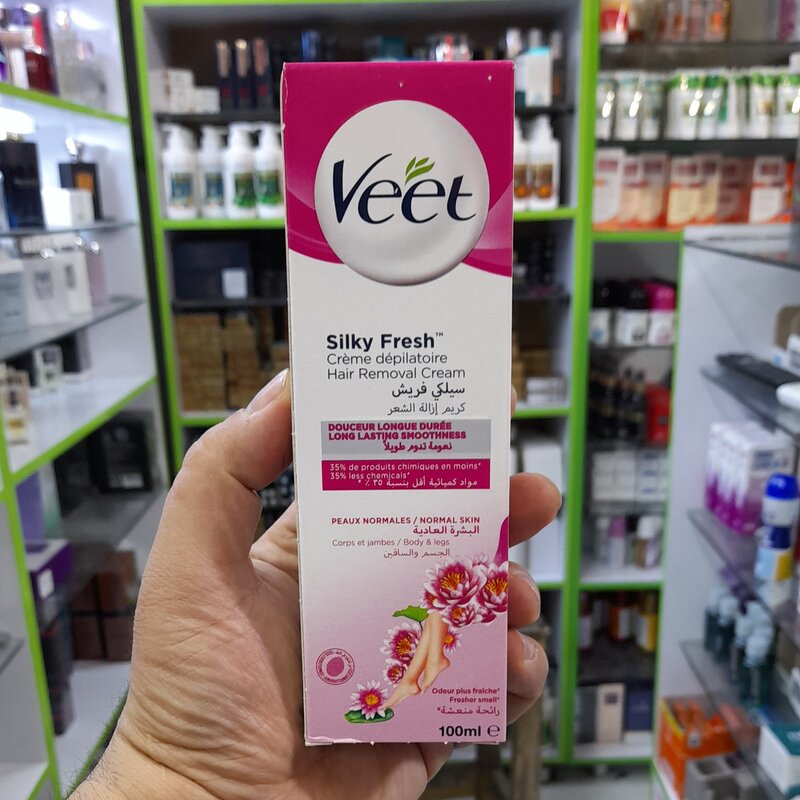 Veet
Silky Fresh™
Crème dépilatoire
Hair Removal Cream
سيلكي فريش
كريم إزالة الشعر
DOUCEUR LONGUE DURÉE
LONG LASTING SMOOTHNESS
نعومة تدوم طويلاً
35% de produits chimiques en moins*
35% less chemicals*
مواد كميائية أقل بنسبة ٣٥ ٪ *
PEAUX NORMALES / NORMAL SKIN
البشرة العادية
Corps et jambes / Body & legs
الجسم والساقين
Odeur plus fraîche*
Fresher smell*
رائحة منعشة*
100ml ℮